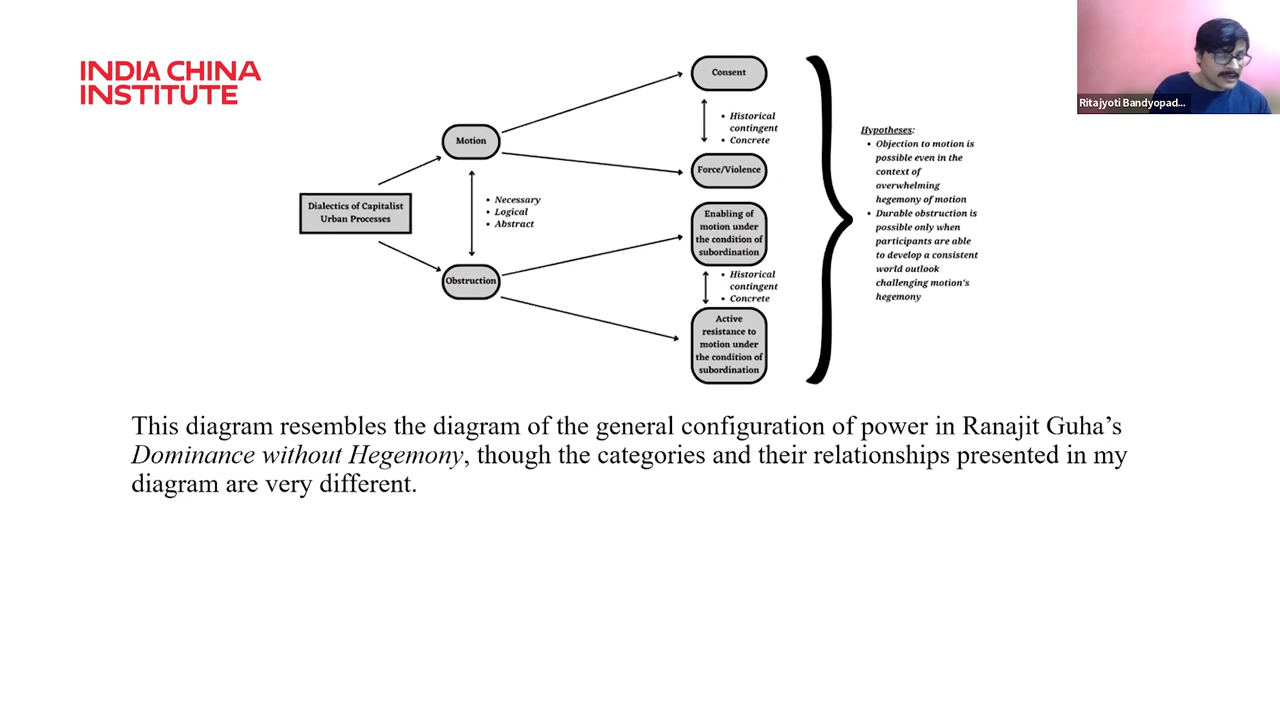 INDIA CHINA
INSTITUTE
Ritajyoti Bandyopad...
Dialectics of Capitalist
Urban Processes
Motion
• Necessary
• Logical
• Abstract
Obstruction
Consent
• Historical
contingent
• Concrete
Force/Violence
Enabling of
motion under
the condition of
subordination
• Historical
contingent
• Concrete
Active
resistance to
motion under
the condition of
subordination
Hypotheses:
• Objection to motion is
possible even in the
context of
overwhelming
hegemony of motion
• Durable obstruction is
possible only when
participants are able
to develop a consistent
world outlook
challenging motion's
hegemony
This diagram resembles the diagram of the general configuration of power in Ranajit Guha’s
Dominance without Hegemony, though the categories and their relationships presented in my
diagram are very different.